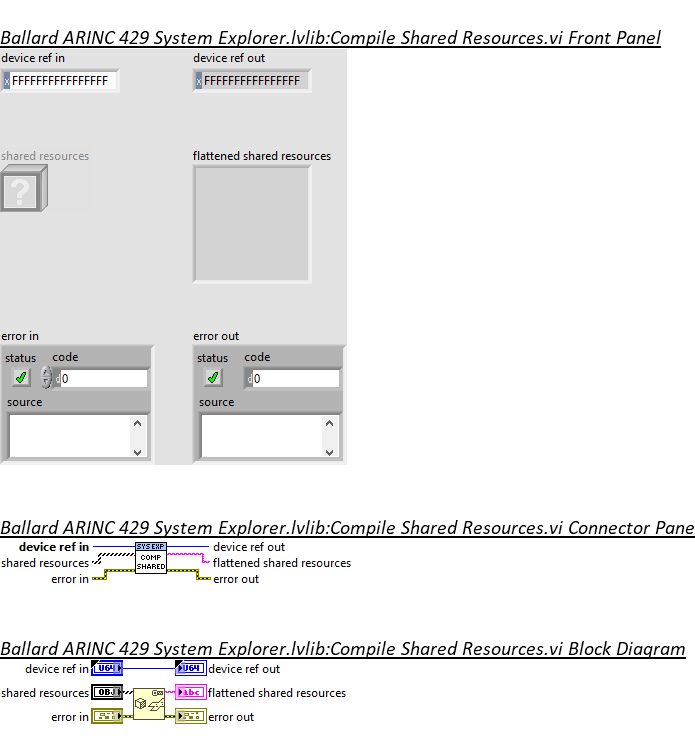 Ballard ARINC 429 System Explorer.lvlib:Compile Shared Resources.vi Front Panel
device ref in device ref out
x FFFFFFFFFFFFFFFF x FFFFFFFFFFFFFFFF
shared resources flattened shared resources
?
error in error out
status code status code
d 0 d 0
source source
Ballard ARINC 429 System Explorer.lvlib:Compile Shared Resources.vi Connector Pane
device ref in SYS EXP device ref out
shared resources COMP flattened shared resources
SHARED
error in error out
Ballard ARINC 429 System Explorer.lvlib:Compile Shared Resources.vi Block Diagram
device ref in U64 U64 device ref out
shared resources OBJ abc flattened shared resources
error in error out